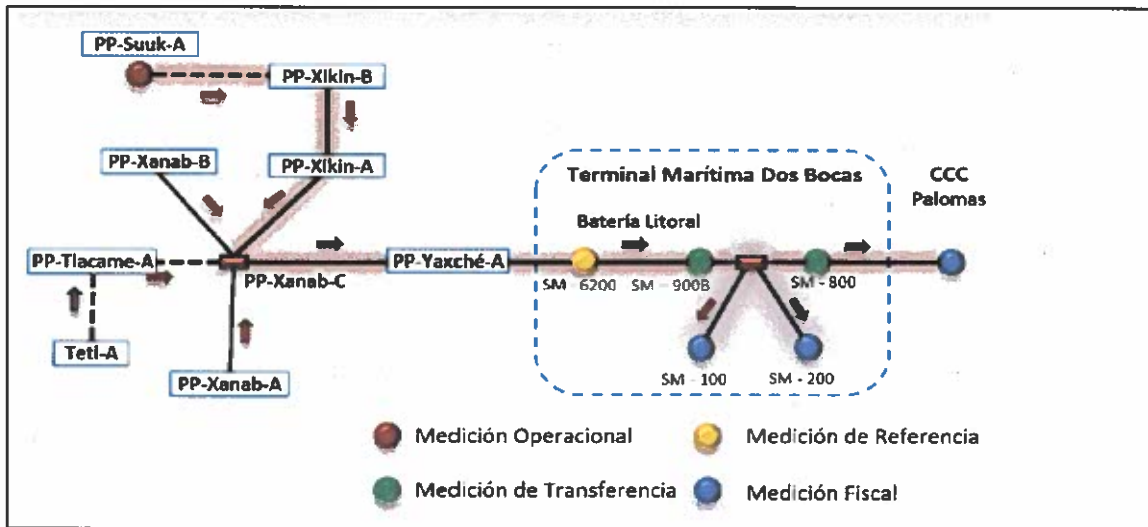 PP-Suuk-A
PP-Xikin-B
PP-Xanab-B
PP-Xikin-A
Terminal Marítima Dos Bocas
CCC
Palomas
Batería Litoral
PP-Tlacame-A
PP-Xanab-C
PP-Yaxché-A
SM - 6200
SM - 900B
SM - 800
Teti-A
PP-Xanab-A
SM - 100
SM - 200
Medición Operacional
Medición de Referencia
Medición de Transferencia
Medición Fiscal